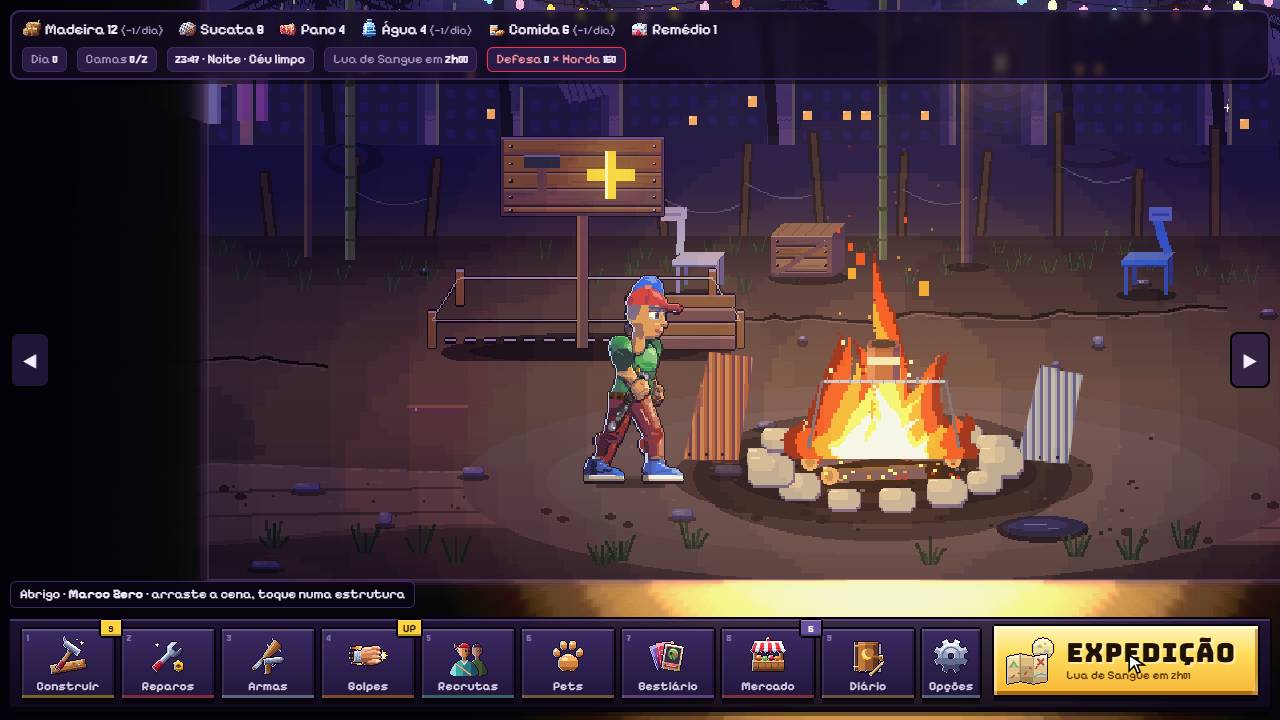 Madeira 12 (-1/dia) Sucata 8 Pano 4 Água 4 (-1/dia) Comida 6 (-1/dia) Remédio 1
Dia 0 Camas 0/2 23:47 · Noite · Céu limpo Lua de Sangue em 2h00 Defesa 0 × Horda 160
Abrigo · Marco Zero · arraste a cena, toque numa estrutura
9 UP 6
1 2 3 4 5 6 7 8 9
EXPEDIÇÃO
Lua de Sangue em 2h01
Construir Reparos Armas Golpes Recrutas Pets Bestiário Mercado Diário Opções